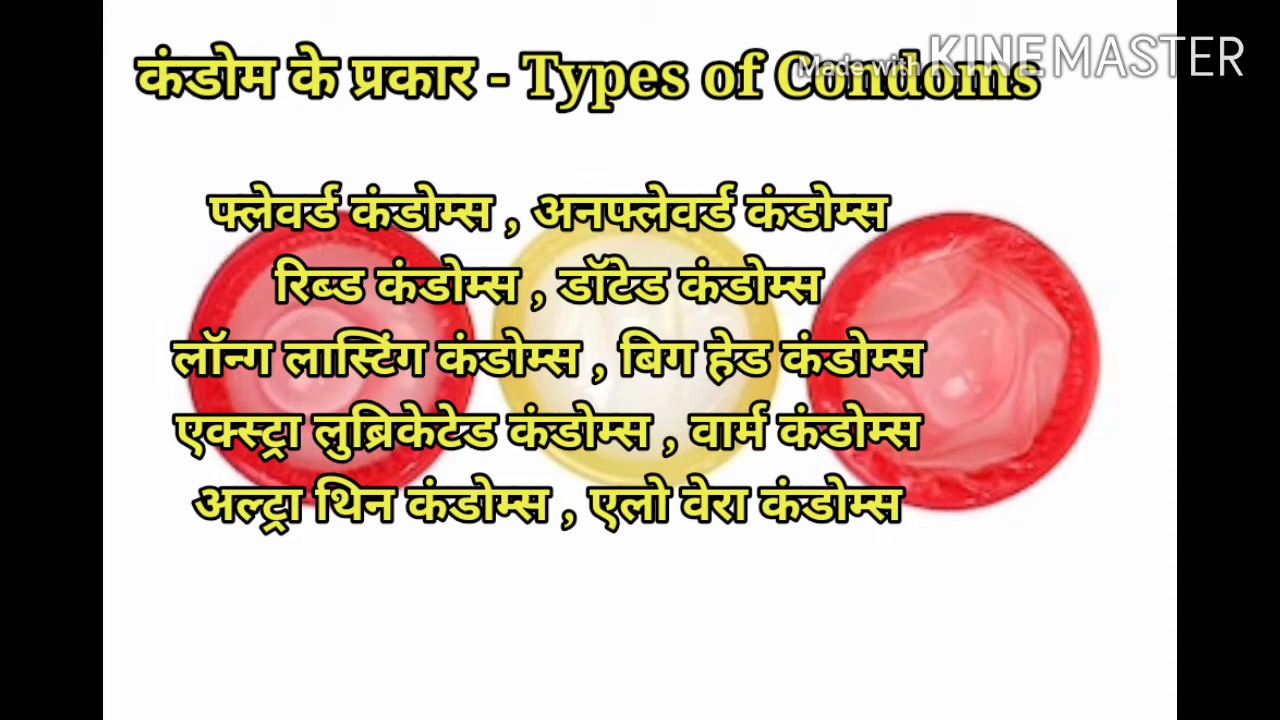 कंडोम के प्रकार - Types of Condoms
Made with KINEMASTER
फ्लेवर्ड कंडोम्स , अनफ्लेवर्ड कंडोम्स
रिब्ड कंडोम्स , डॉटेड कंडोम्स
लॉन्ग लास्टिंग कंडोम्स , बिग हेड कंडोम्स
एक्स्ट्रा लुब्रिकेटेड कंडोम्स , वार्म कंडोम्स
अल्ट्रा थिन कंडोम्स , एलो वेरा कंडोम्स